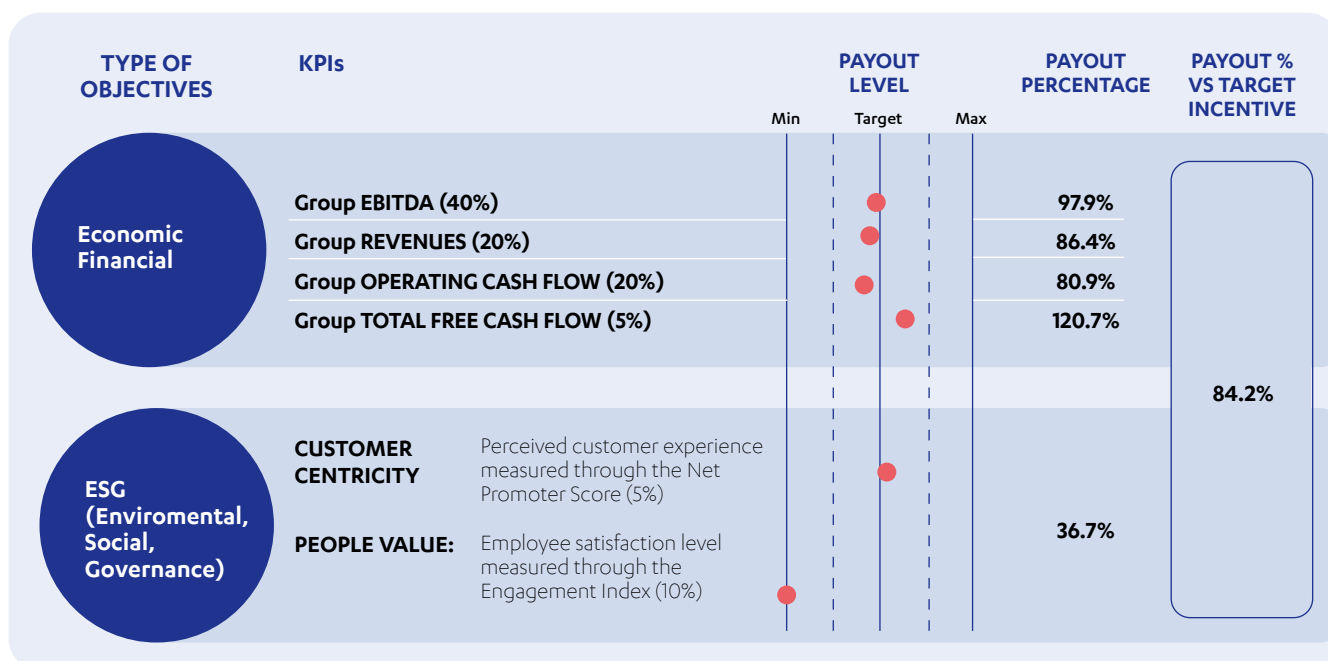 TYPE OF
OBJECTIVES
KPIs
PAYOUT
LEVEL
PAYOUT
PERCENTAGE
PAYOUT %
VS TARGET
INCENTIVE
Min
Target
Max
Economic
Financial
Group EBITDA (40%)
97.9%
Group REVENUES (20%)
86.4%
Group OPERATING CASH FLOW (20%)
80.9%
Group TOTAL FREE CASH FLOW (5%)
120.7%
84.2%
ESG
(Enviromental,
Social,
Governance)
CUSTOMER
CENTRICITY
Perceived customer experience
measured through the Net
Promoter Score (5%)
PEOPLE VALUE:
Employee satisfaction level
measured through the
Engagement Index (10%)
36.7%